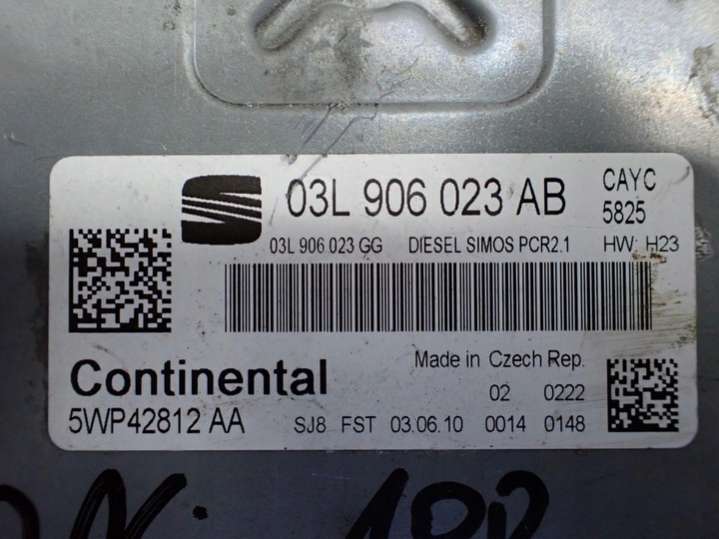 03L 906 023 AB
CAYC
5825
03L 906 023 GG DIESEL SIMOS PCR2.1 HW: H23
Continental
Made in Czech Rep.
02 0222
5WP42812 AA
SJ8 FST 03.06.10 0014 0148